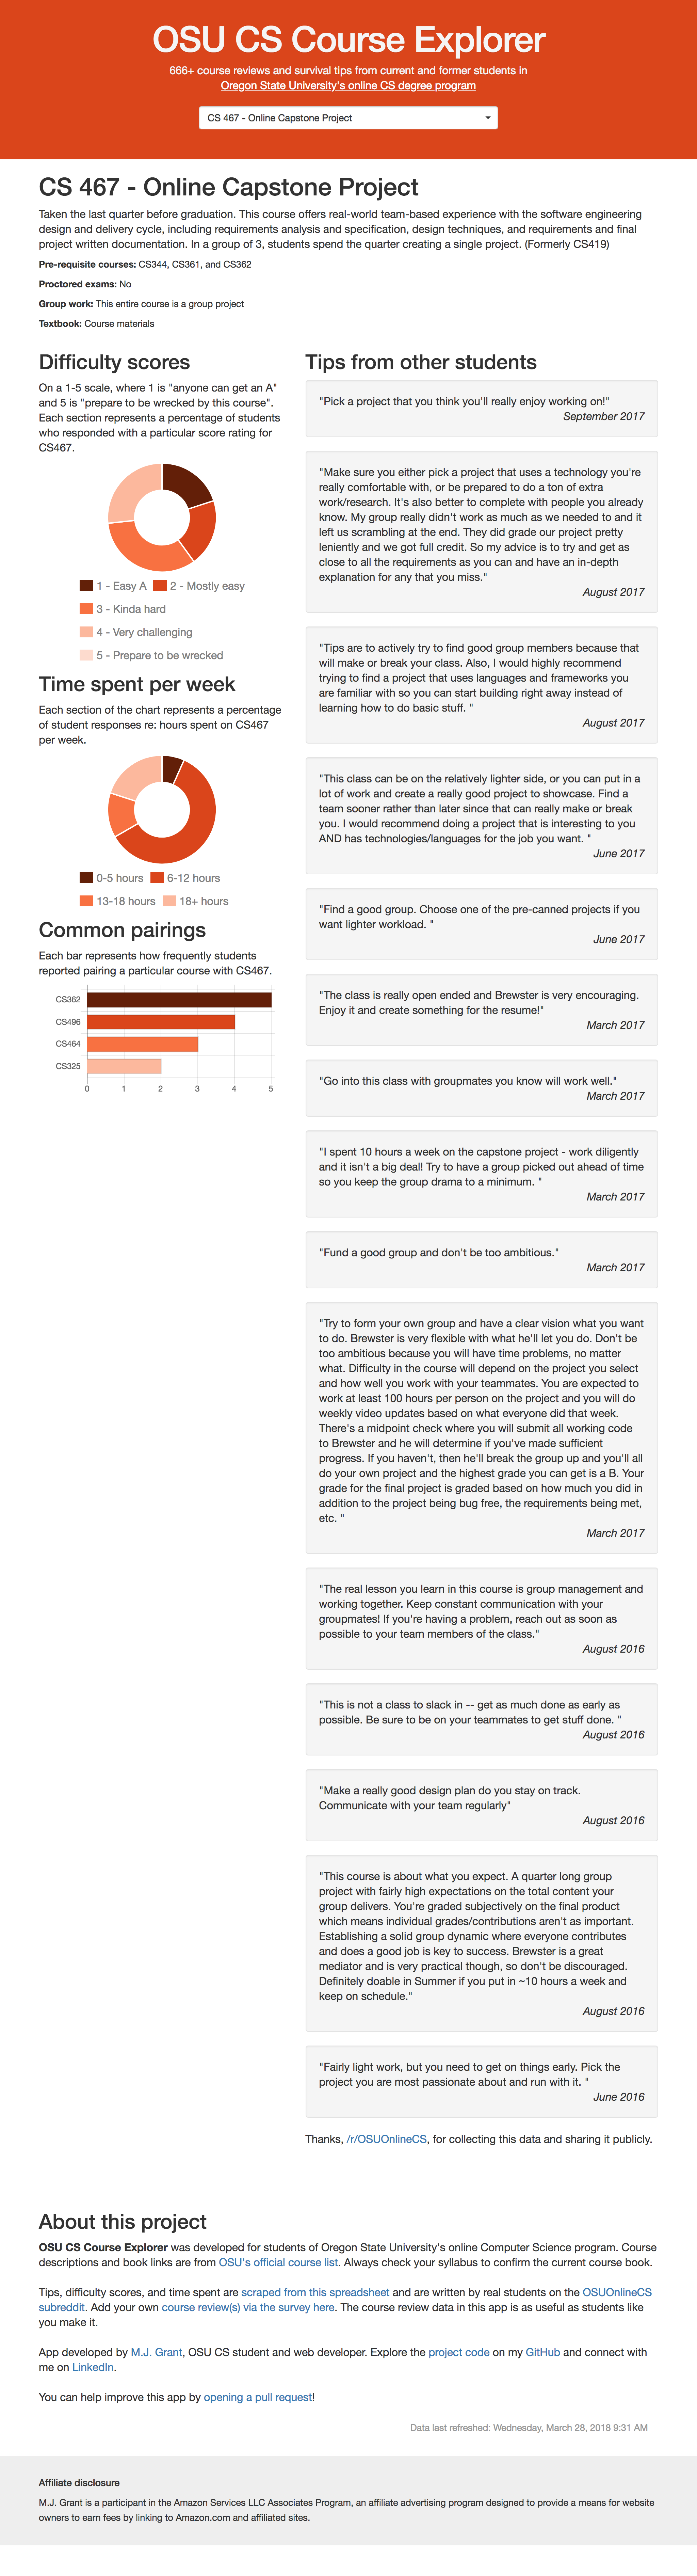 OSU CS Course Explorer
666+ course reviews and survival tips from current and former students in
Oregon State University's online CS degree program
CS 467 - Online Capstone Project
CS 467 - Online Capstone Project
Taken the last quarter before graduation. This course offers real-world team-based experience with the software engineering
design and delivery cycle, including requirements analysis and specification, design techniques, and requirements and final
project written documentation. In a group of 3, students spend the quarter creating a single project. (Formerly CS419)
Pre-requisite courses: CS344, CS361, and CS362
Proctored exams: No
Group work: This entire course is a group project
Textbook: Course materials
Difficulty scores
On a 1-5 scale, where 1 is "anyone can get an A"
and 5 is "prepare to be wrecked by this course".
Each section represents a percentage of students
who responded with a particular score rating for
CS467.
1 - Easy A
2 - Mostly easy
3 - Kinda hard
4 - Very challenging
5 - Prepare to be wrecked
Time spent per week
Each section of the chart represents a percentage
of student responses re: hours spent on CS467
per week.
0-5 hours
6-12 hours
13-18 hours
18+ hours
Common pairings
Each bar represents how frequently students
reported pairing a particular course with CS467.
CS362
CS496
CS464
CS325
0 1 2 3 4 5
Tips from other students
"Pick a project that you think you'll really enjoy working on!"
September 2017
"Make sure you either pick a project that uses a technology you're
really comfortable with, or be prepared to do a ton of extra
work/research. It's also better to complete with people you already
know. My group really didn't work as much as we needed to and it
left us scrambling at the end. They did grade our project pretty
leniently and we got full credit. So my advice is to try and get as
close to all the requirements as you can and have an in-depth
explanation for any that you miss."
August 2017
"Tips are to actively try to find good group members because that
will make or break your class. Also, I would highly recommend
trying to find a project that uses languages and frameworks you
are familiar with so you can start building right away instead of
learning how to do basic stuff. "
August 2017
"This class can be on the relatively lighter side, or you can put in a
lot of work and create a really good project to showcase. Find a
team sooner rather than later since that can really make or break
you. I would recommend doing a project that is interesting to you
AND has technologies/languages for the job you want. "
June 2017
"Find a good group. Choose one of the pre-canned projects if you
want lighter workload. "
June 2017
"The class is really open ended and Brewster is very encouraging.
Enjoy it and create something for the resume!"
March 2017
"Go into this class with groupmates you know will work well."
March 2017
"I spent 10 hours a week on the capstone project - work diligently
and it isn't a big deal! Try to have a group picked out ahead of time
so you keep the group drama to a minimum. "
March 2017
"Fund a good group and don't be too ambitious."
March 2017
"Try to form your own group and have a clear vision what you want
to do. Brewster is very flexible with what he'll let you do. Don't be
too ambitious because you will have time problems, no matter
what. Difficulty in the course will depend on the project you select
and how well you work with your teammates. You are expected to
work at least 100 hours per person on the project and you will do
weekly video updates based on what everyone did that week.
There's a midpoint check where you will submit all working code
to Brewster and he will determine if you've made sufficient
progress. If you haven't, then he'll break the group up and you'll all
do your own project and the highest grade you can get is a B. Your
grade for the final project is graded based on how much you did in
addition to the project being bug free, the requirements being met,
etc. "
March 2017
"The real lesson you learn in this course is group management and
working together. Keep constant communication with your
groupmates! If you're having a problem, reach out as soon as
possible to your team members of the class."
August 2016
"This is not a class to slack in -- get as much done as early as
possible. Be sure to be on your teammates to get stuff done. "
August 2016
"Make a really good design plan do you stay on track.
Communicate with your team regularly"
August 2016
"This course is about what you expect. A quarter long group
project with fairly high expectations on the total content your
group delivers. You're graded subjectively on the final product
which means individual grades/contributions aren't as important.
Establishing a solid group dynamic where everyone contributes
and does a good job is key to success. Brewster is a great
mediator and is very practical though, so don't be discouraged.
Definitely doable in Summer if you put in ~10 hours a week and
keep on schedule."
August 2016
"Fairly light work, but you need to get on things early. Pick the
project you are most passionate about and run with it. "
June 2016
Thanks, /r/OSUOnlineCS, for collecting this data and sharing it publicly.
About this project
OSU CS Course Explorer was developed for students of Oregon State University's online Computer Science program. Course
descriptions and book links are from OSU's official course list. Always check your syllabus to confirm the current course book.
Tips, difficulty scores, and time spent are scraped from this spreadsheet and are written by real students on the OSUOnlineCS
subreddit. Add your own course review(s) via the survey here. The course review data in this app is as useful as students like
you make it.
App developed by M.J. Grant, OSU CS student and web developer. Explore the project code on my GitHub and connect with
me on LinkedIn.
You can help improve this app by opening a pull request!
Data last refreshed: Wednesday, March 28, 2018 9:31 AM
Affiliate disclosure
M.J. Grant is a participant in the Amazon Services LLC Associates Program, an affiliate advertising program designed to provide a means for website
owners to earn fees by linking to Amazon.com and affiliated sites.